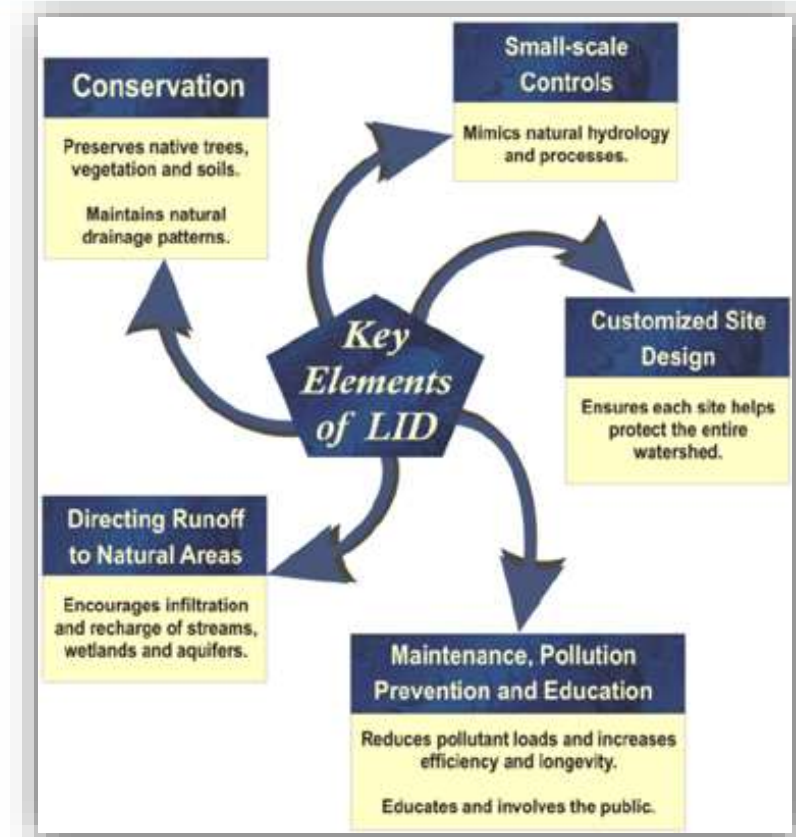 Conservation
Preserves native trees,
vegetation and soils.
Maintains natural
drainage patterns.
Small-scale
Controls
Mimics natural hydrology
and processes.
Key
Elements
of LID
Customized Site
Design
Ensures each site helps
protect the entire
watershed.
Directing Runoff
to Natural Areas
Encourages infiltration
and recharge of streams,
wetlands and aquifers.
Maintenance, Pollution
Prevention and Education
Reduces pollutant loads and increases
efficiency and longevity.
Educates and involves the public.